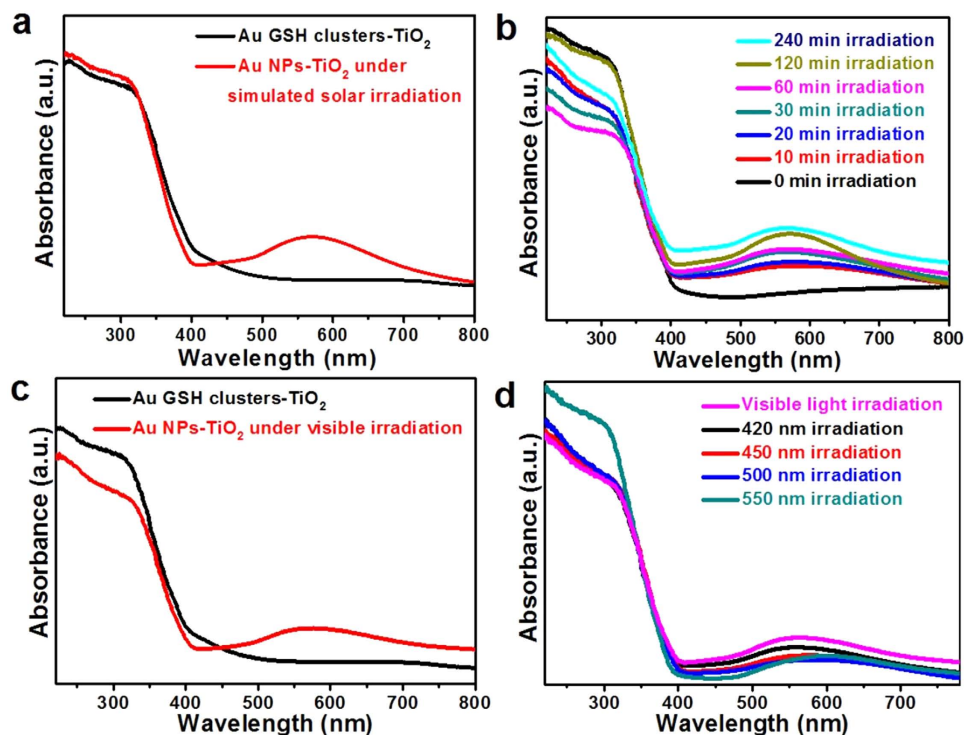 a
Au GSH clusters-TiO₂
Au NPs-TiO₂ under
simulated solar irradiation
Absorbance (a.u.)
300 400 500 600 700 800
Wavelength (nm)
b
240 min irradiation
120 min irradiation
60 min irradiation
30 min irradiation
20 min irradiation
10 min irradiation
0 min irradiation
Absorbance (a.u.)
300 400 500 600 700 800
Wavelength (nm)
c
Au GSH clusters-TiO₂
Au NPs-TiO₂ under visible irradiation
Absorbance (a.u.)
300 400 500 600 700 800
Wavelength (nm)
d
Visible light irradiation
420 nm irradiation
450 nm irradiation
500 nm irradiation
550 nm irradiation
Absorbance (a.u.)
300 400 500 600 700
Wavelength (nm)